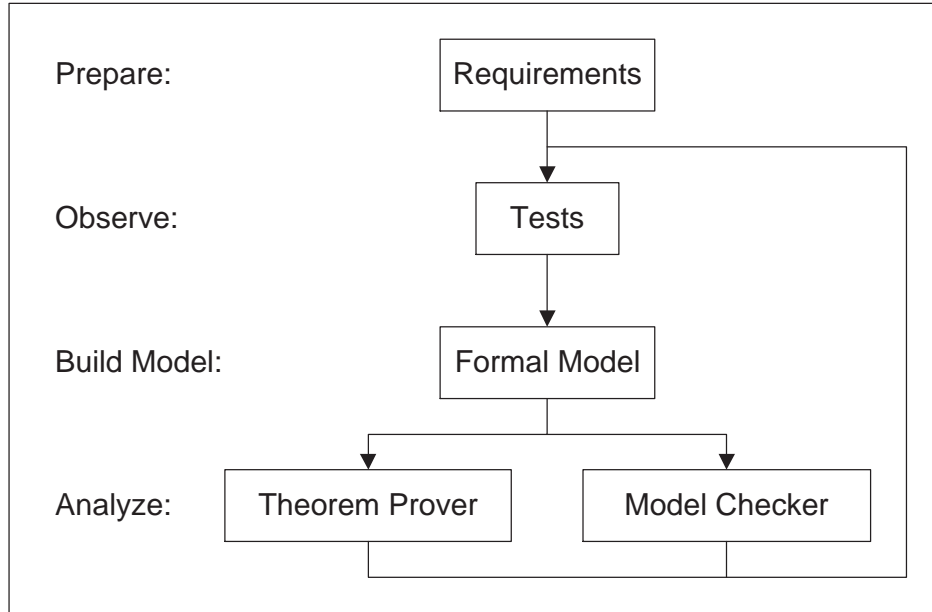 Prepare:
Requirements
Observe:
Tests
Build Model:
Formal Model
Analyze:
Theorem Prover
Model Checker